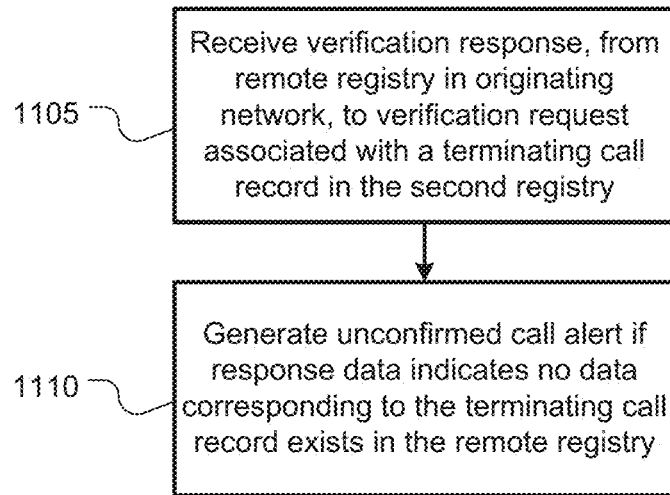 Receive verification response, from
remote registry in originating
network, to verification request
associated with a terminating call
record in the second registry
1105
Generate unconfirmed call alert if
response data indicates no data
corresponding to the terminating call
record exists in the remote registry
1110